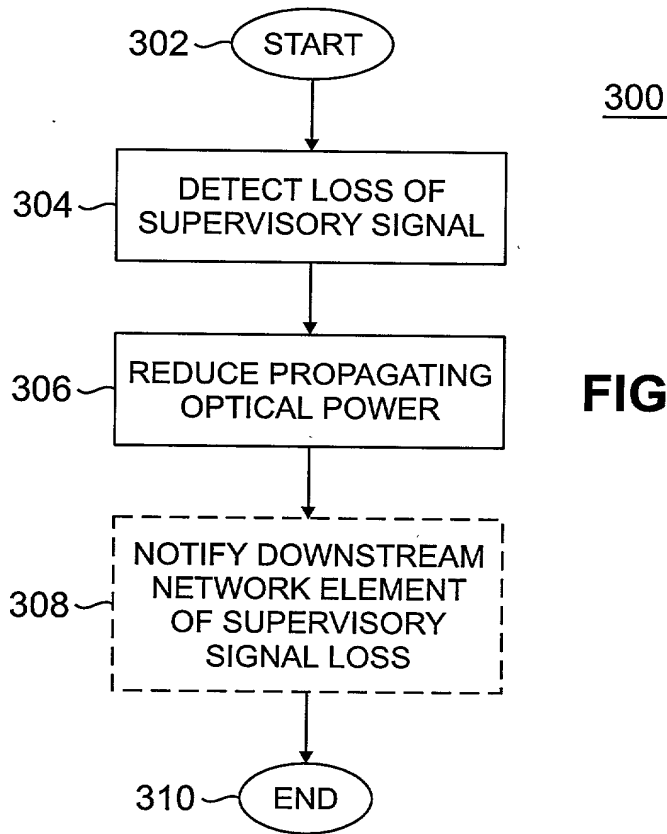 302
START
300
304
DETECT LOSS OF
SUPERVISORY SIGNAL
306
REDUCE PROPAGATING
OPTICAL POWER
FIG
308
NOTIFY DOWNSTREAM
NETWORK ELEMENT
OF SUPERVISORY
SIGNAL LOSS
310
END